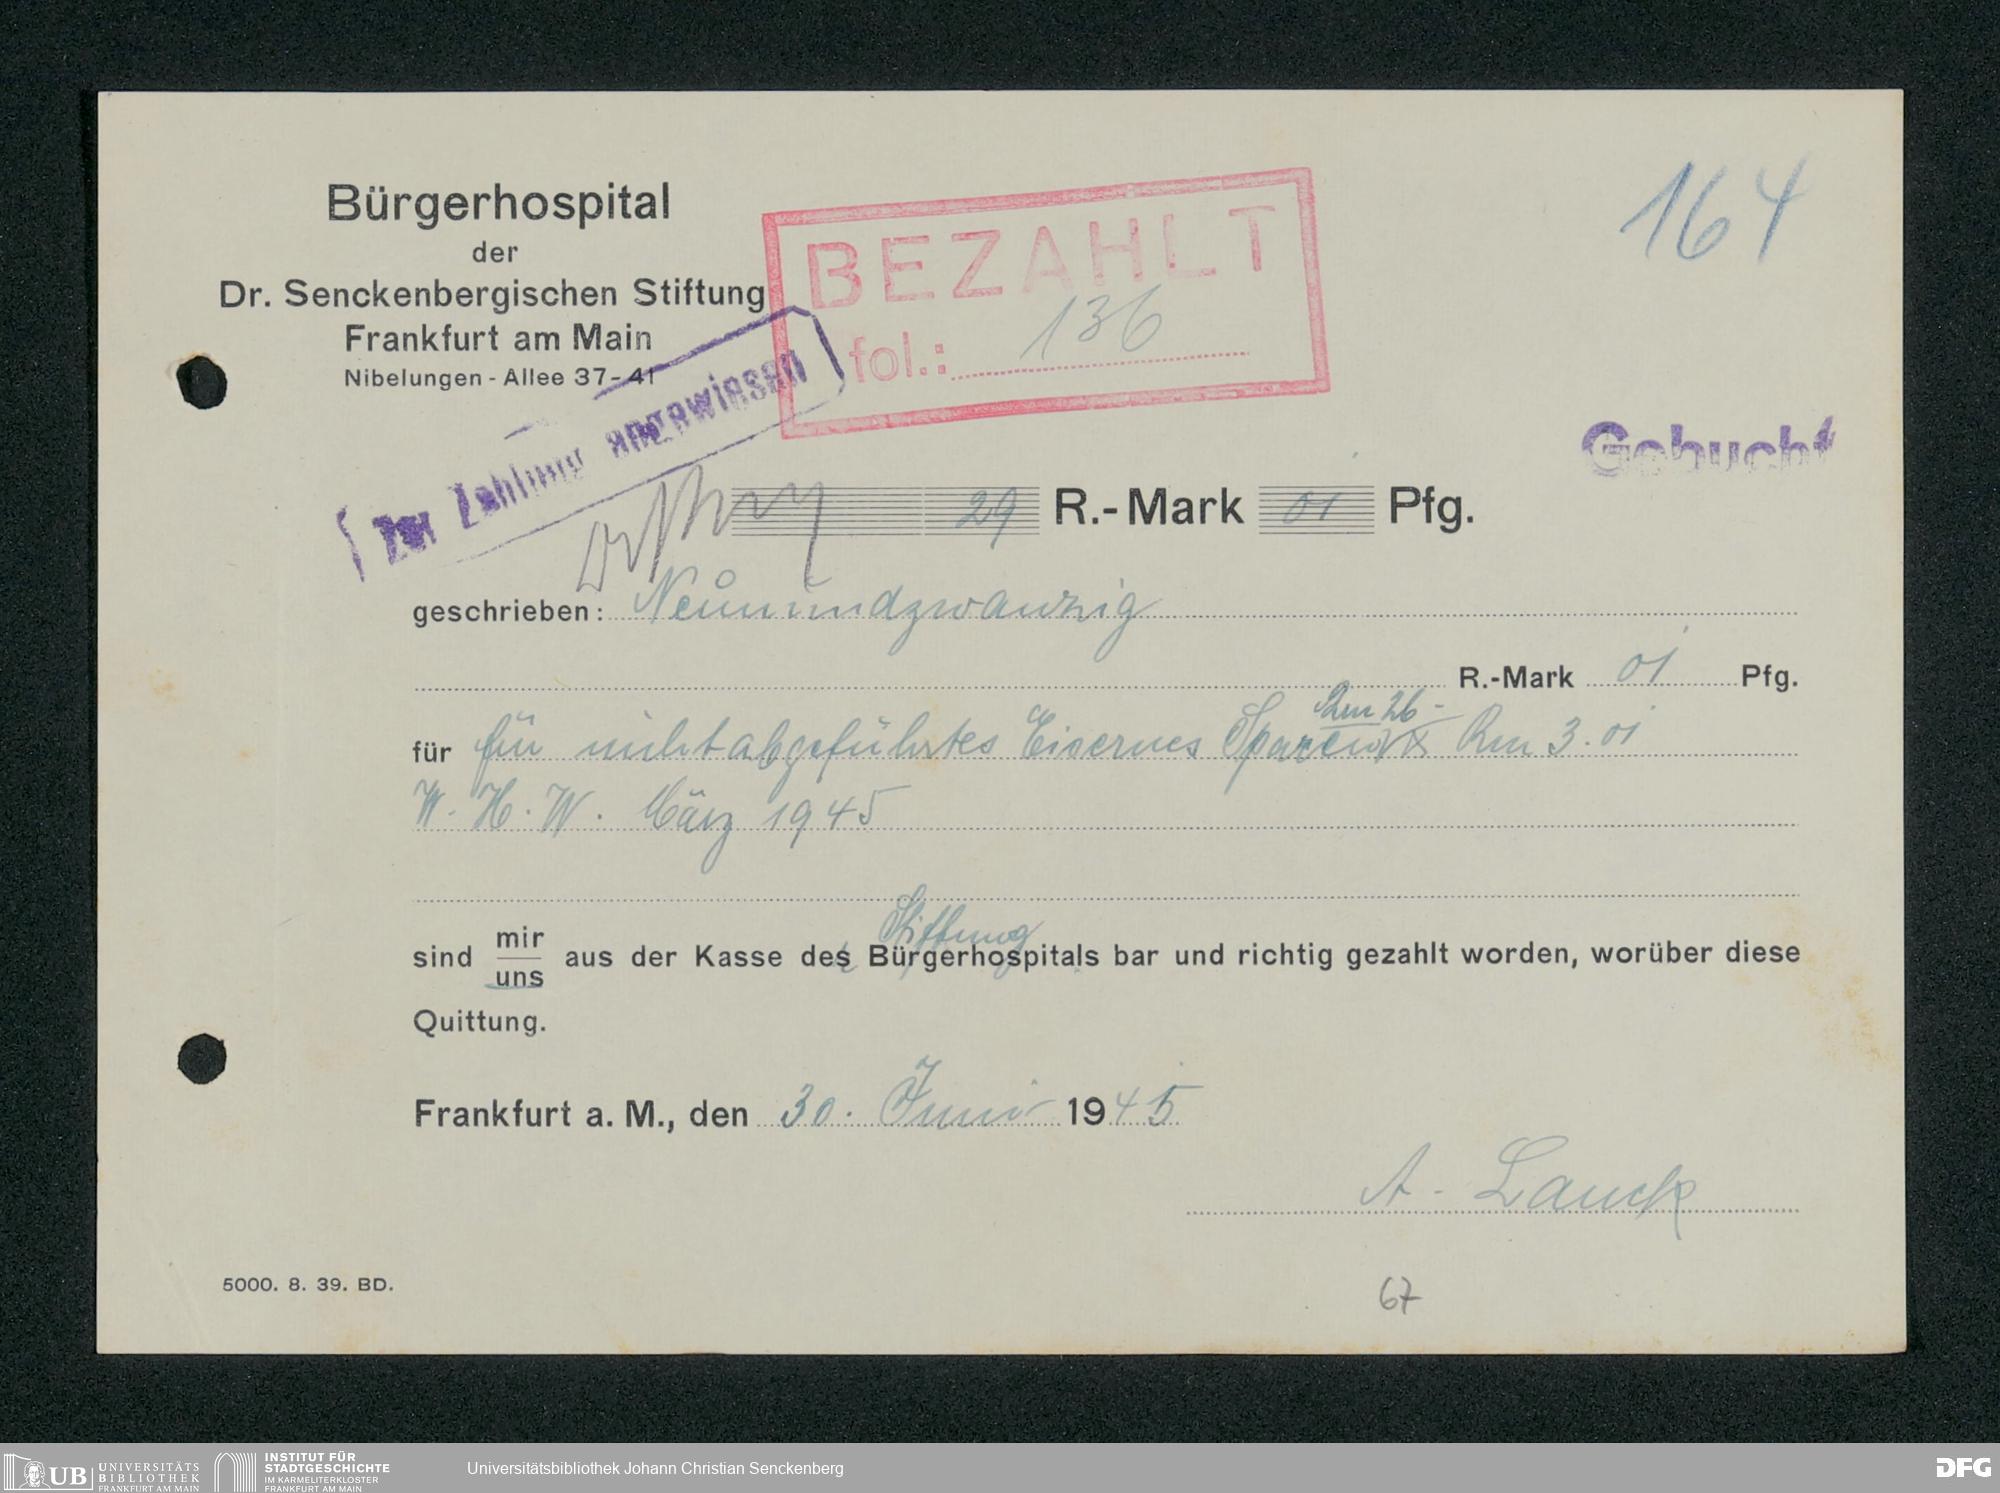 164
Bürgerhospital
der
Dr. Senckenbergischen Stiftung
Frankfurt am Main
Nibelungen - Allee 37-41
BEZAHLT
fol.: 136
Zur Zahlung angewiesen
Gebucht
29 R.-Mark 01 Pfg.
geschrieben: Neunundzwanzig
R.-Mark 01 Pfg.
Rm 26.-
für für nicht abgeführtes Eisernes Sparen Rm 3.01
W. H. W. März 1945
Stiftung
sind mir uns aus der Kasse des Bürgerhospitals bar und richtig gezahlt worden, worüber diese
Quittung.
Frankfurt a. M., den 30. Juni 1945
A. Lauck
5000. 8. 39. BD.
67
UB UNIVERSITÄTS BIBLIOTHEK FRANKFURT AM MAIN
INSTITUT FÜR STADTGESCHICHTE IM KARMELITERKLOSTER FRANKFURT AM MAIN
Universitätsbibliothek Johann Christian Senckenberg
DFG